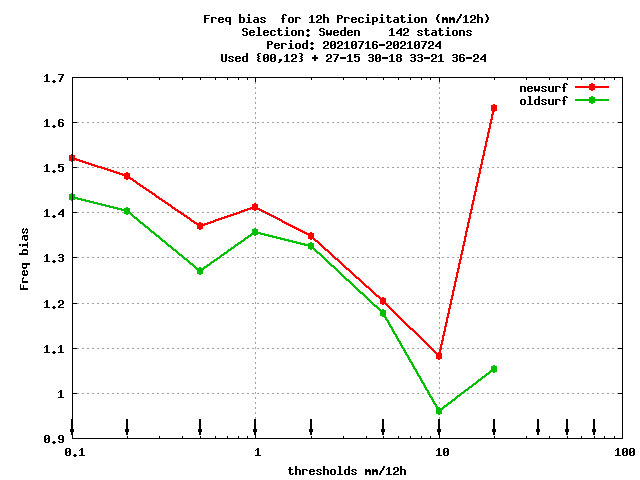 Freq bias  for 12h Precipitation (mm/12h)
Selection: Sweden    142 stations
Period: 20210716-20210724
Used {00,12} + 27-15 30-18 33-21 36-24
newsurf
oldsurf
1.7
1.6
1.5
1.4
1.3
1.2
1.1
1
0.9
Freq bias
0.1
1
10
100
thresholds mm/12h